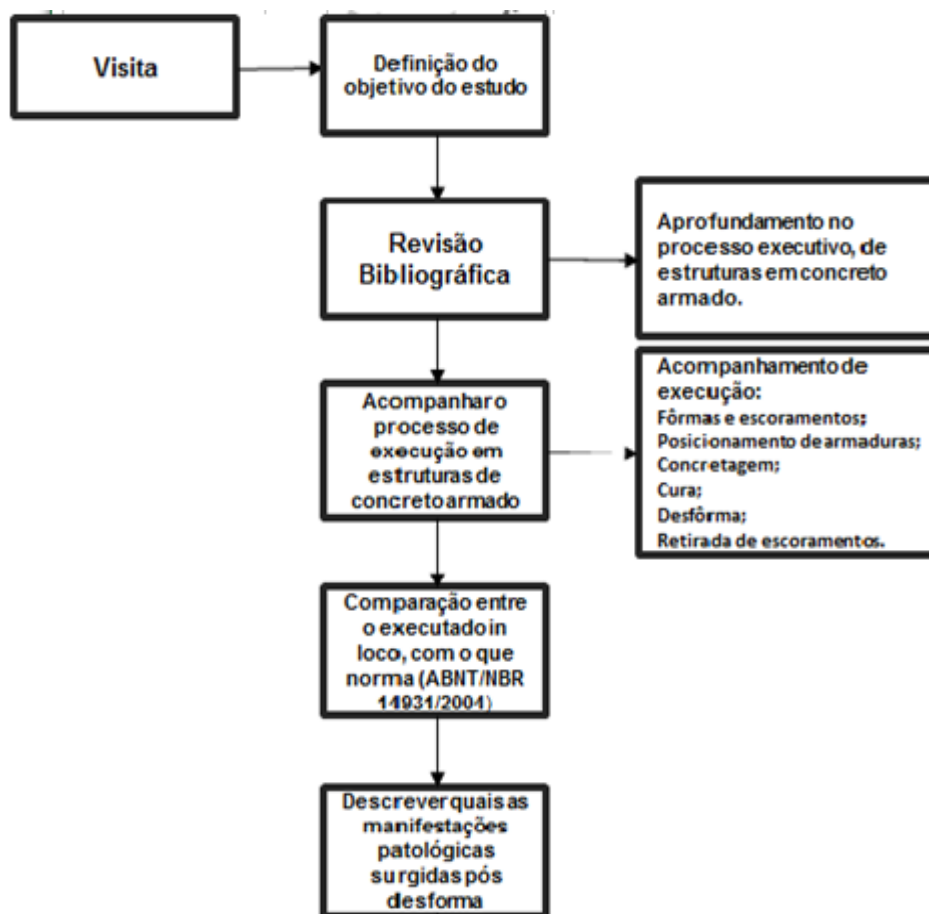 Visita
Definição do
objetivo do estudo
Revisão
Bibliográfica
Aprofundamento no
processo executivo, de
estruturas em concreto
armado.
Acompanhar o
processo de
execução em
estruturas de
concreto armado
Acompanhamento de
execução:
Fôrmas e escoramentos;
Posicionamento de armaduras;
Concretagem;
Cura;
Desfôrma;
Retirada de escoramentos.
Comparação entre
o executado in
loco, com o que
norma (ABNT/NBR
14931/2004)
Descrever quais as
manifestações
patológicas
surgidas pós
desforma